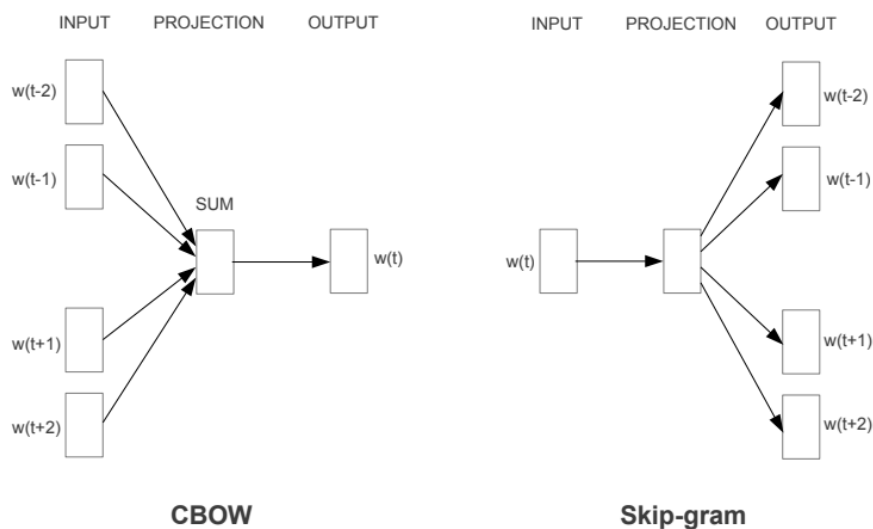 INPUT PROJECTION OUTPUT
w(t-2)
w(t-1)
SUM
w(t)
w(t+1)
w(t+2)
CBOW
INPUT PROJECTION OUTPUT
w(t-2)
w(t-1)
w(t)
w(t+1)
w(t+2)
Skip-gram